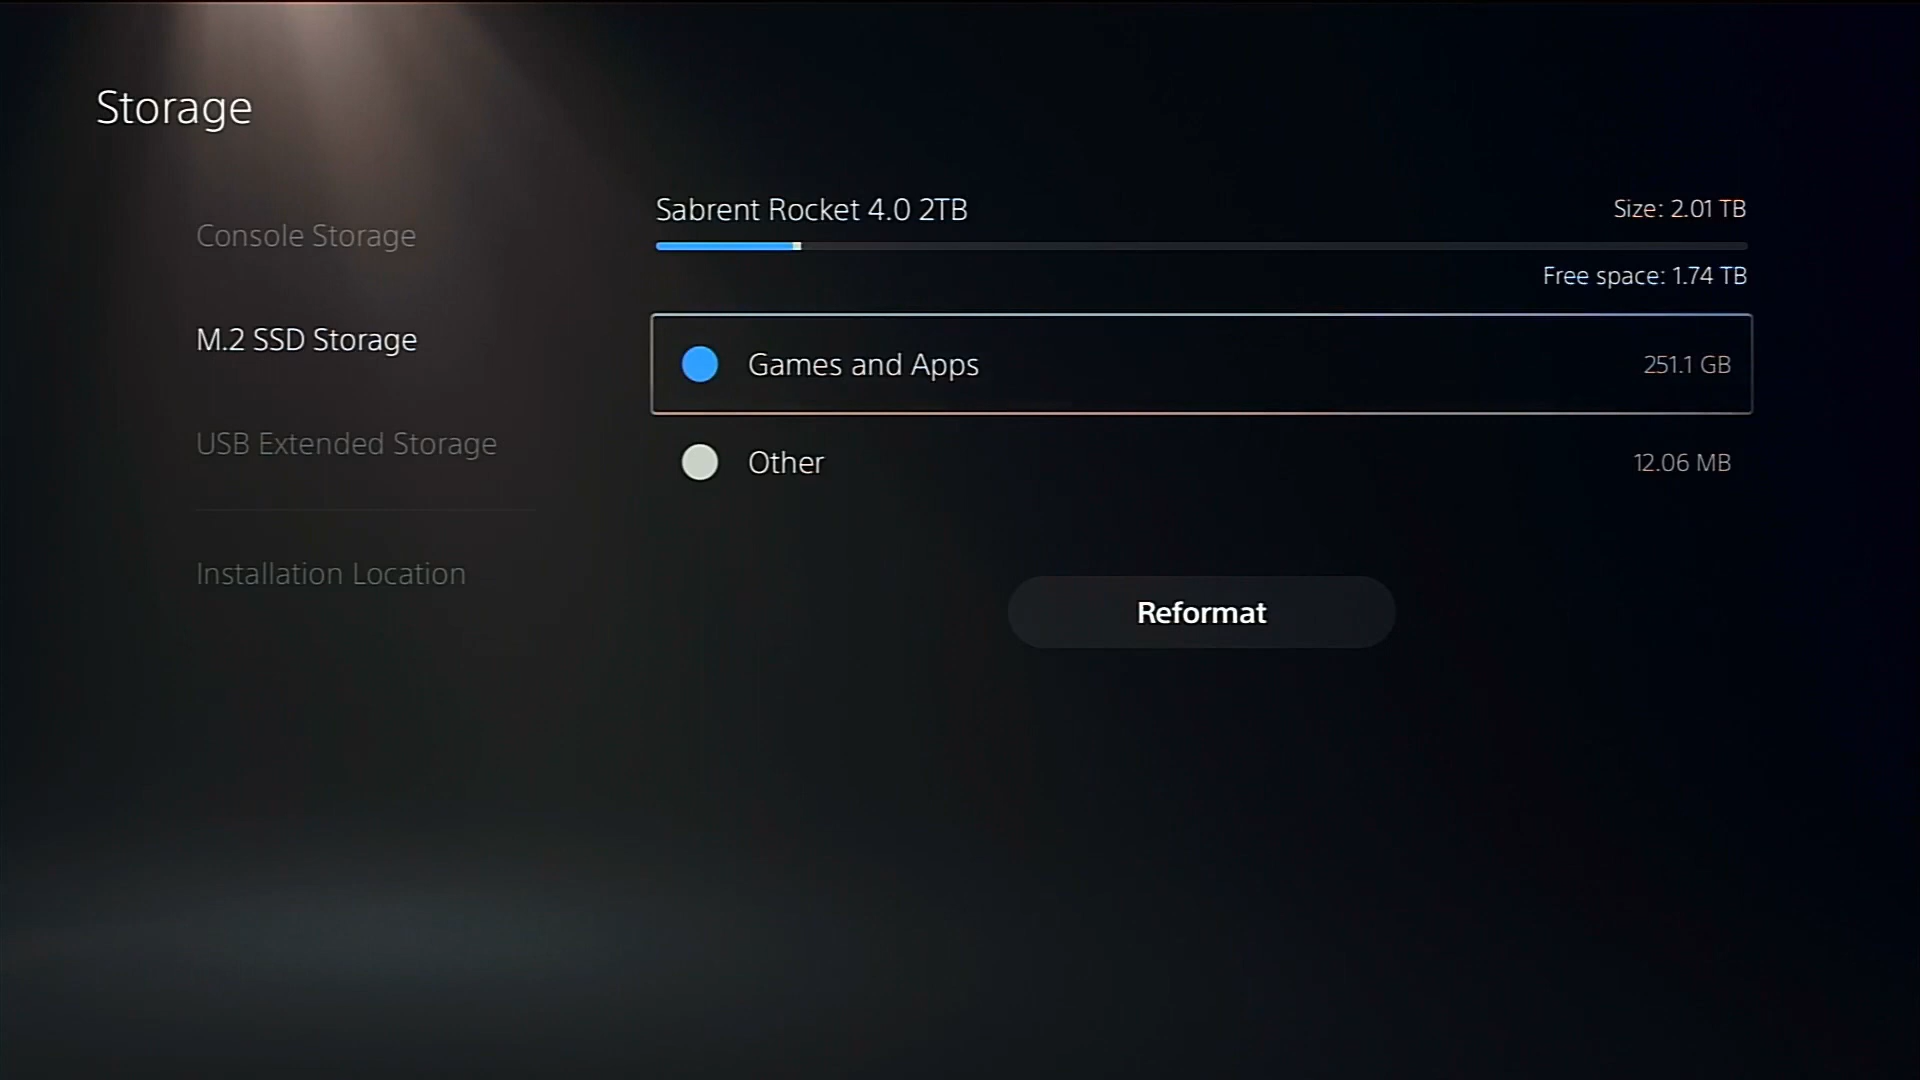 Storage
Console Storage
M.2 SSD Storage
USB Extended Storage
Installation Location
Sabrent Rocket 4.0 2TB
Size: 2.01 TB
Free space: 1.74 TB
Games and Apps
251.1 GB
Other
12.06 MB
Reformat